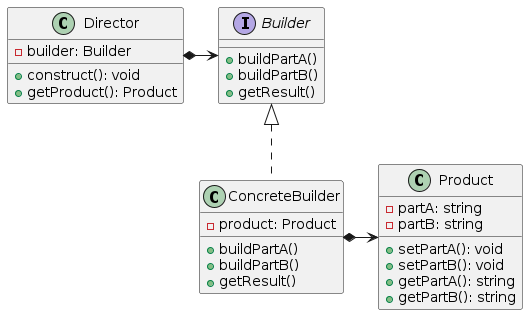 C Director
builder: Builder
construct(): void
getProduct(): Product
I Builder
buildPartA()
buildPartB()
getResult()
C ConcreteBuilder
product: Product
buildPartA()
buildPartB()
getResult()
C Product
partA: string
partB: string
setPartA(): void
setPartB(): void
getPartA(): string
getPartB(): string